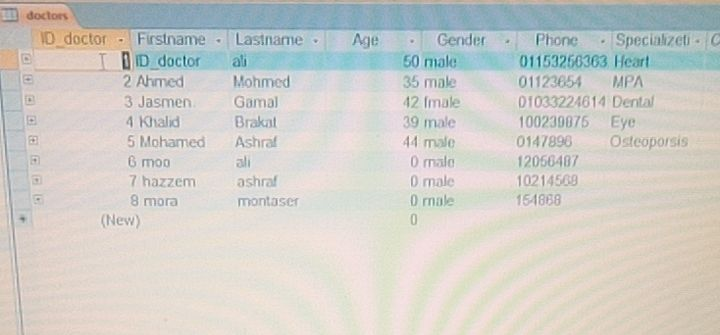 doctors
ID_doctor Firstname Lastname Age Gender Phone Specializeti C
1 ID_doctor ali 50 male 01153256363 Heart
2 Ahmed Mohmed 35 male 01123654 MPA
3 Jasmen Gamal 42 fmale 01033224614 Dental
4 Khalid Brakat 39 male 100239875 Eye
5 Mohamed Ashraf 44 male 0147896 Osteoporsis
6 moo ali 0 male 12056487
7 hazzem ashraf 0 male 10214568
8 mora montaser 0 male 154868
(New) 0